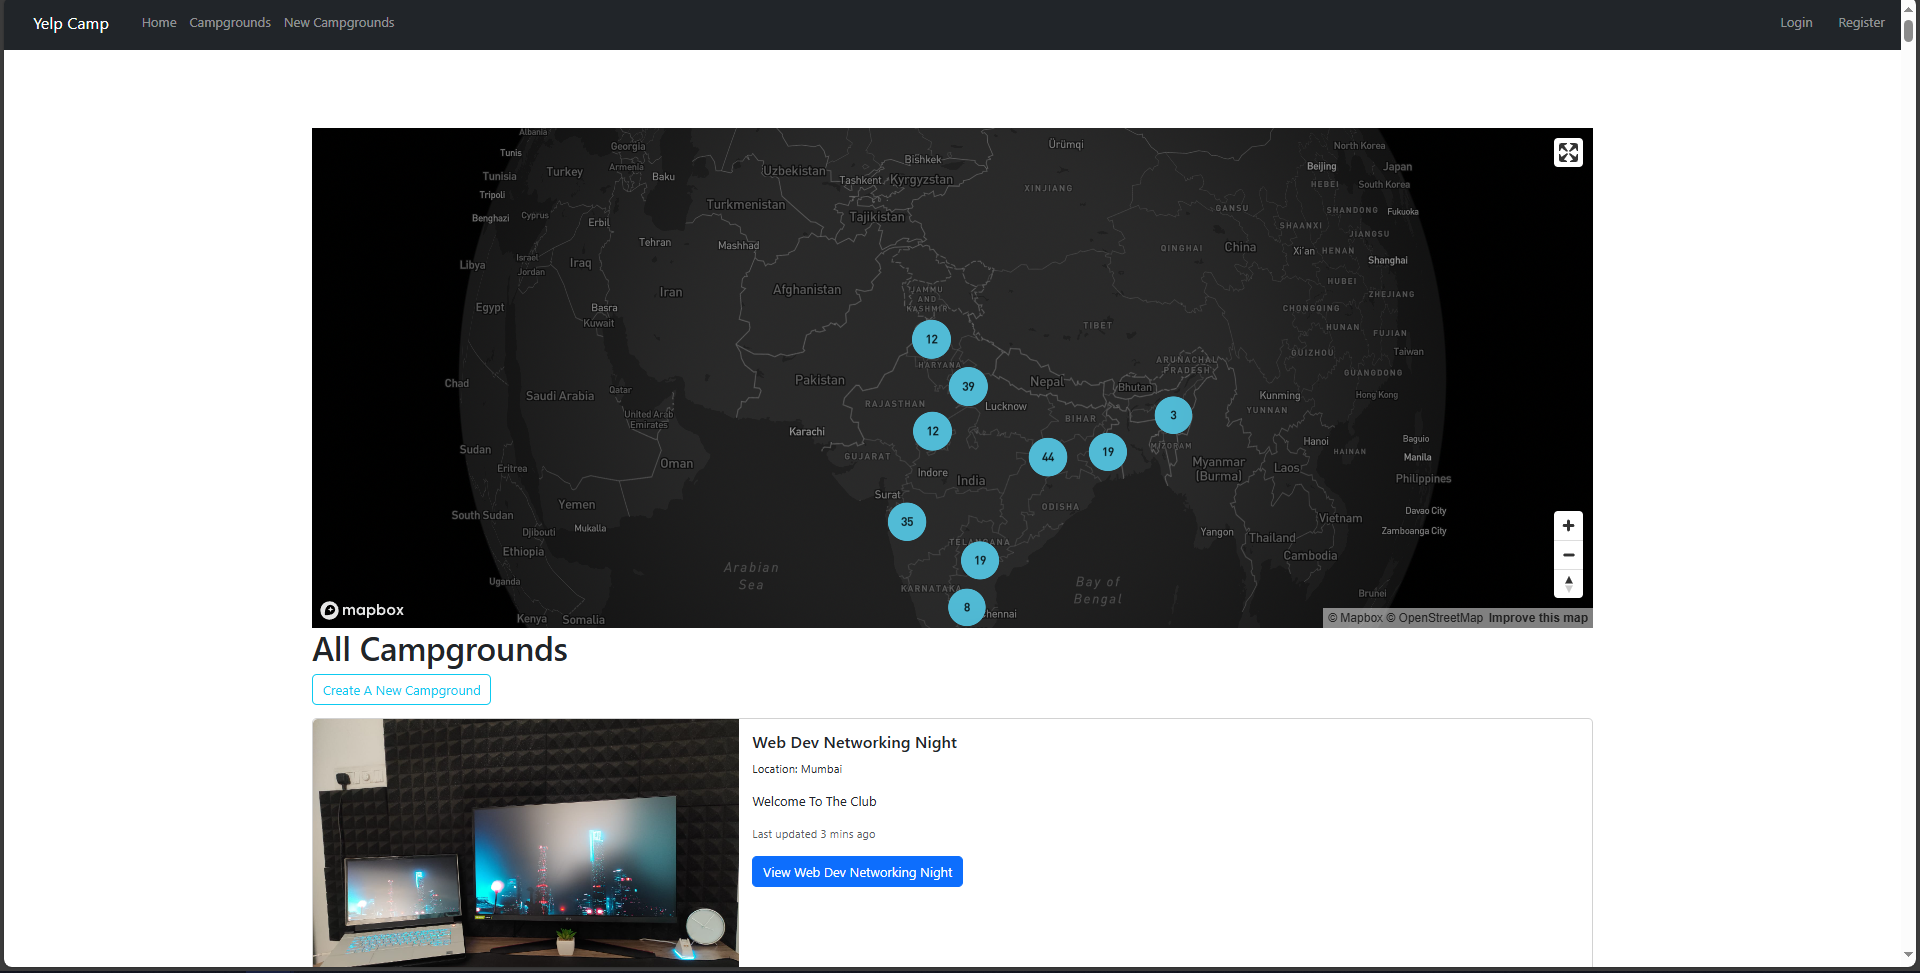 Yelp Camp
Home
Campgrounds
New Campgrounds
Login
Register
Albania
Georgia
Ürümqi
North Korea
Tunis
Bishkek
Beijing
Japan
Armenia
Turkey
Uzbekistan
Tunisia
Baku
Tashkent
Kyrgyzstan
XINJIANG
HEBEI
South Korea
Tripoli
Turkmenistan
GANSU
SHANDONG
Fukuoka
Benghazi
Cyprus
Erbil
Tajikistan
SHAANXI
JIANGSU
Tehran
Mashhad
QINGHAI
China
Xi'an
HENAN
Israel
Jordan
Iraq
Shanghai
Libya
HUBEI
Iran
Afghanistan
JAMMU
AND
KASHMIR
ZHEJIANG
Egypt
Basra
CHONGQING
Kuwait
TIBET
HUNAN
FUJIAN
12
GUIZHOU
Taiwan
HARYANA
ARUNACHAL
PRADESH
GUANGDONG
Chad
Pakistan
39
Nepal
Bhutan
Saudi Arabia
Qatar
Kunming
Hong Kong
RAJASTHAN
Lucknow
YUNNAN
United Arab
Emirates
BIHAR
3
Karachi
12
Hanoi
Baguio
Sudan
MIZORAM
HAINAN
GUJARAT
44
19
Manila
Oman
Myanmar
(Burma)
Laos
Eritrea
Indore
India
Philippines
Surat
Yemen
ODISHA
South Sudan
35
Vietnam
Davao City
Mukalla
Djibouti
Yangon
Thailand
Zamboanga City
TELANGANA
Ethiopia
19
Cambodia
Arabian
Sea
Uganda
KARNATAKA
Bay of
Bengal
Brunei
8
Chennai
mapbox
Kenya
Somalia
© Mapbox © OpenStreetMap Improve this map
All Campgrounds
Create A New Campground
Web Dev Networking Night
Location: Mumbai
Welcome To The Club
Last updated 3 mins ago
View Web Dev Networking Night